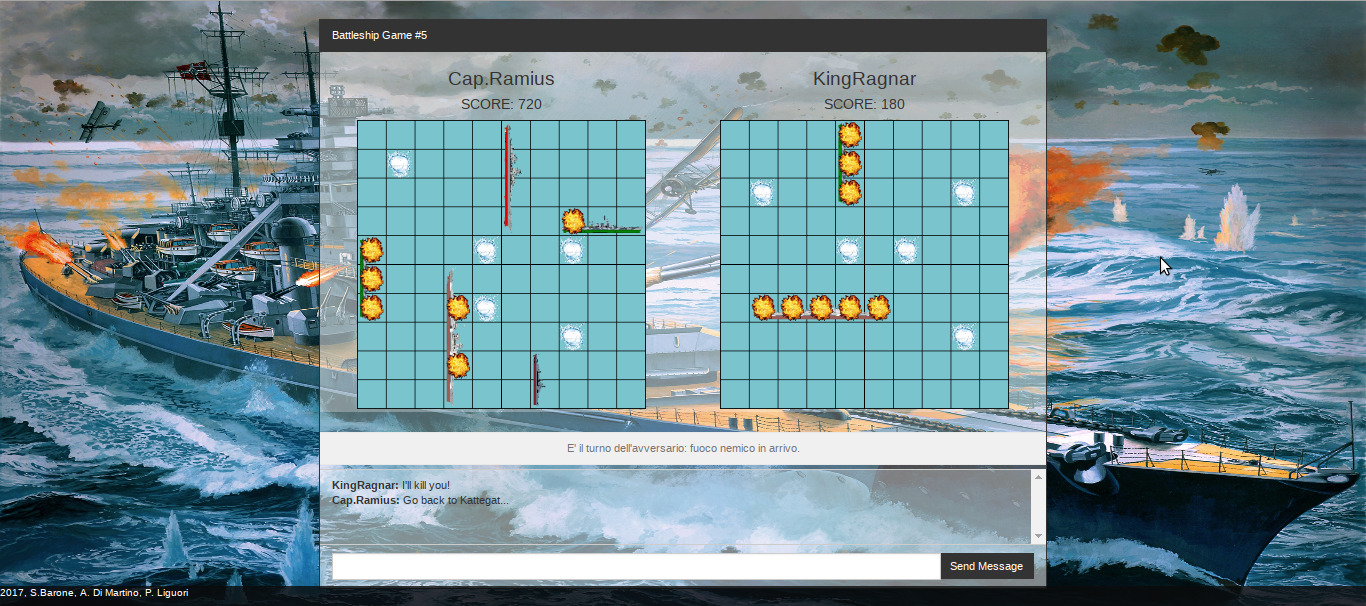 Battleship Game #5
Cap.Ramius
SCORE: 720
KingRagnar
SCORE: 180
E' il turno dell'avversario: fuoco nemico in arrivo.
KingRagnar: I'll kill you!
Cap.Ramius: Go back to Kattegat...
Send Message
2017, S.Barone, A. Di Martino, P. Liguori